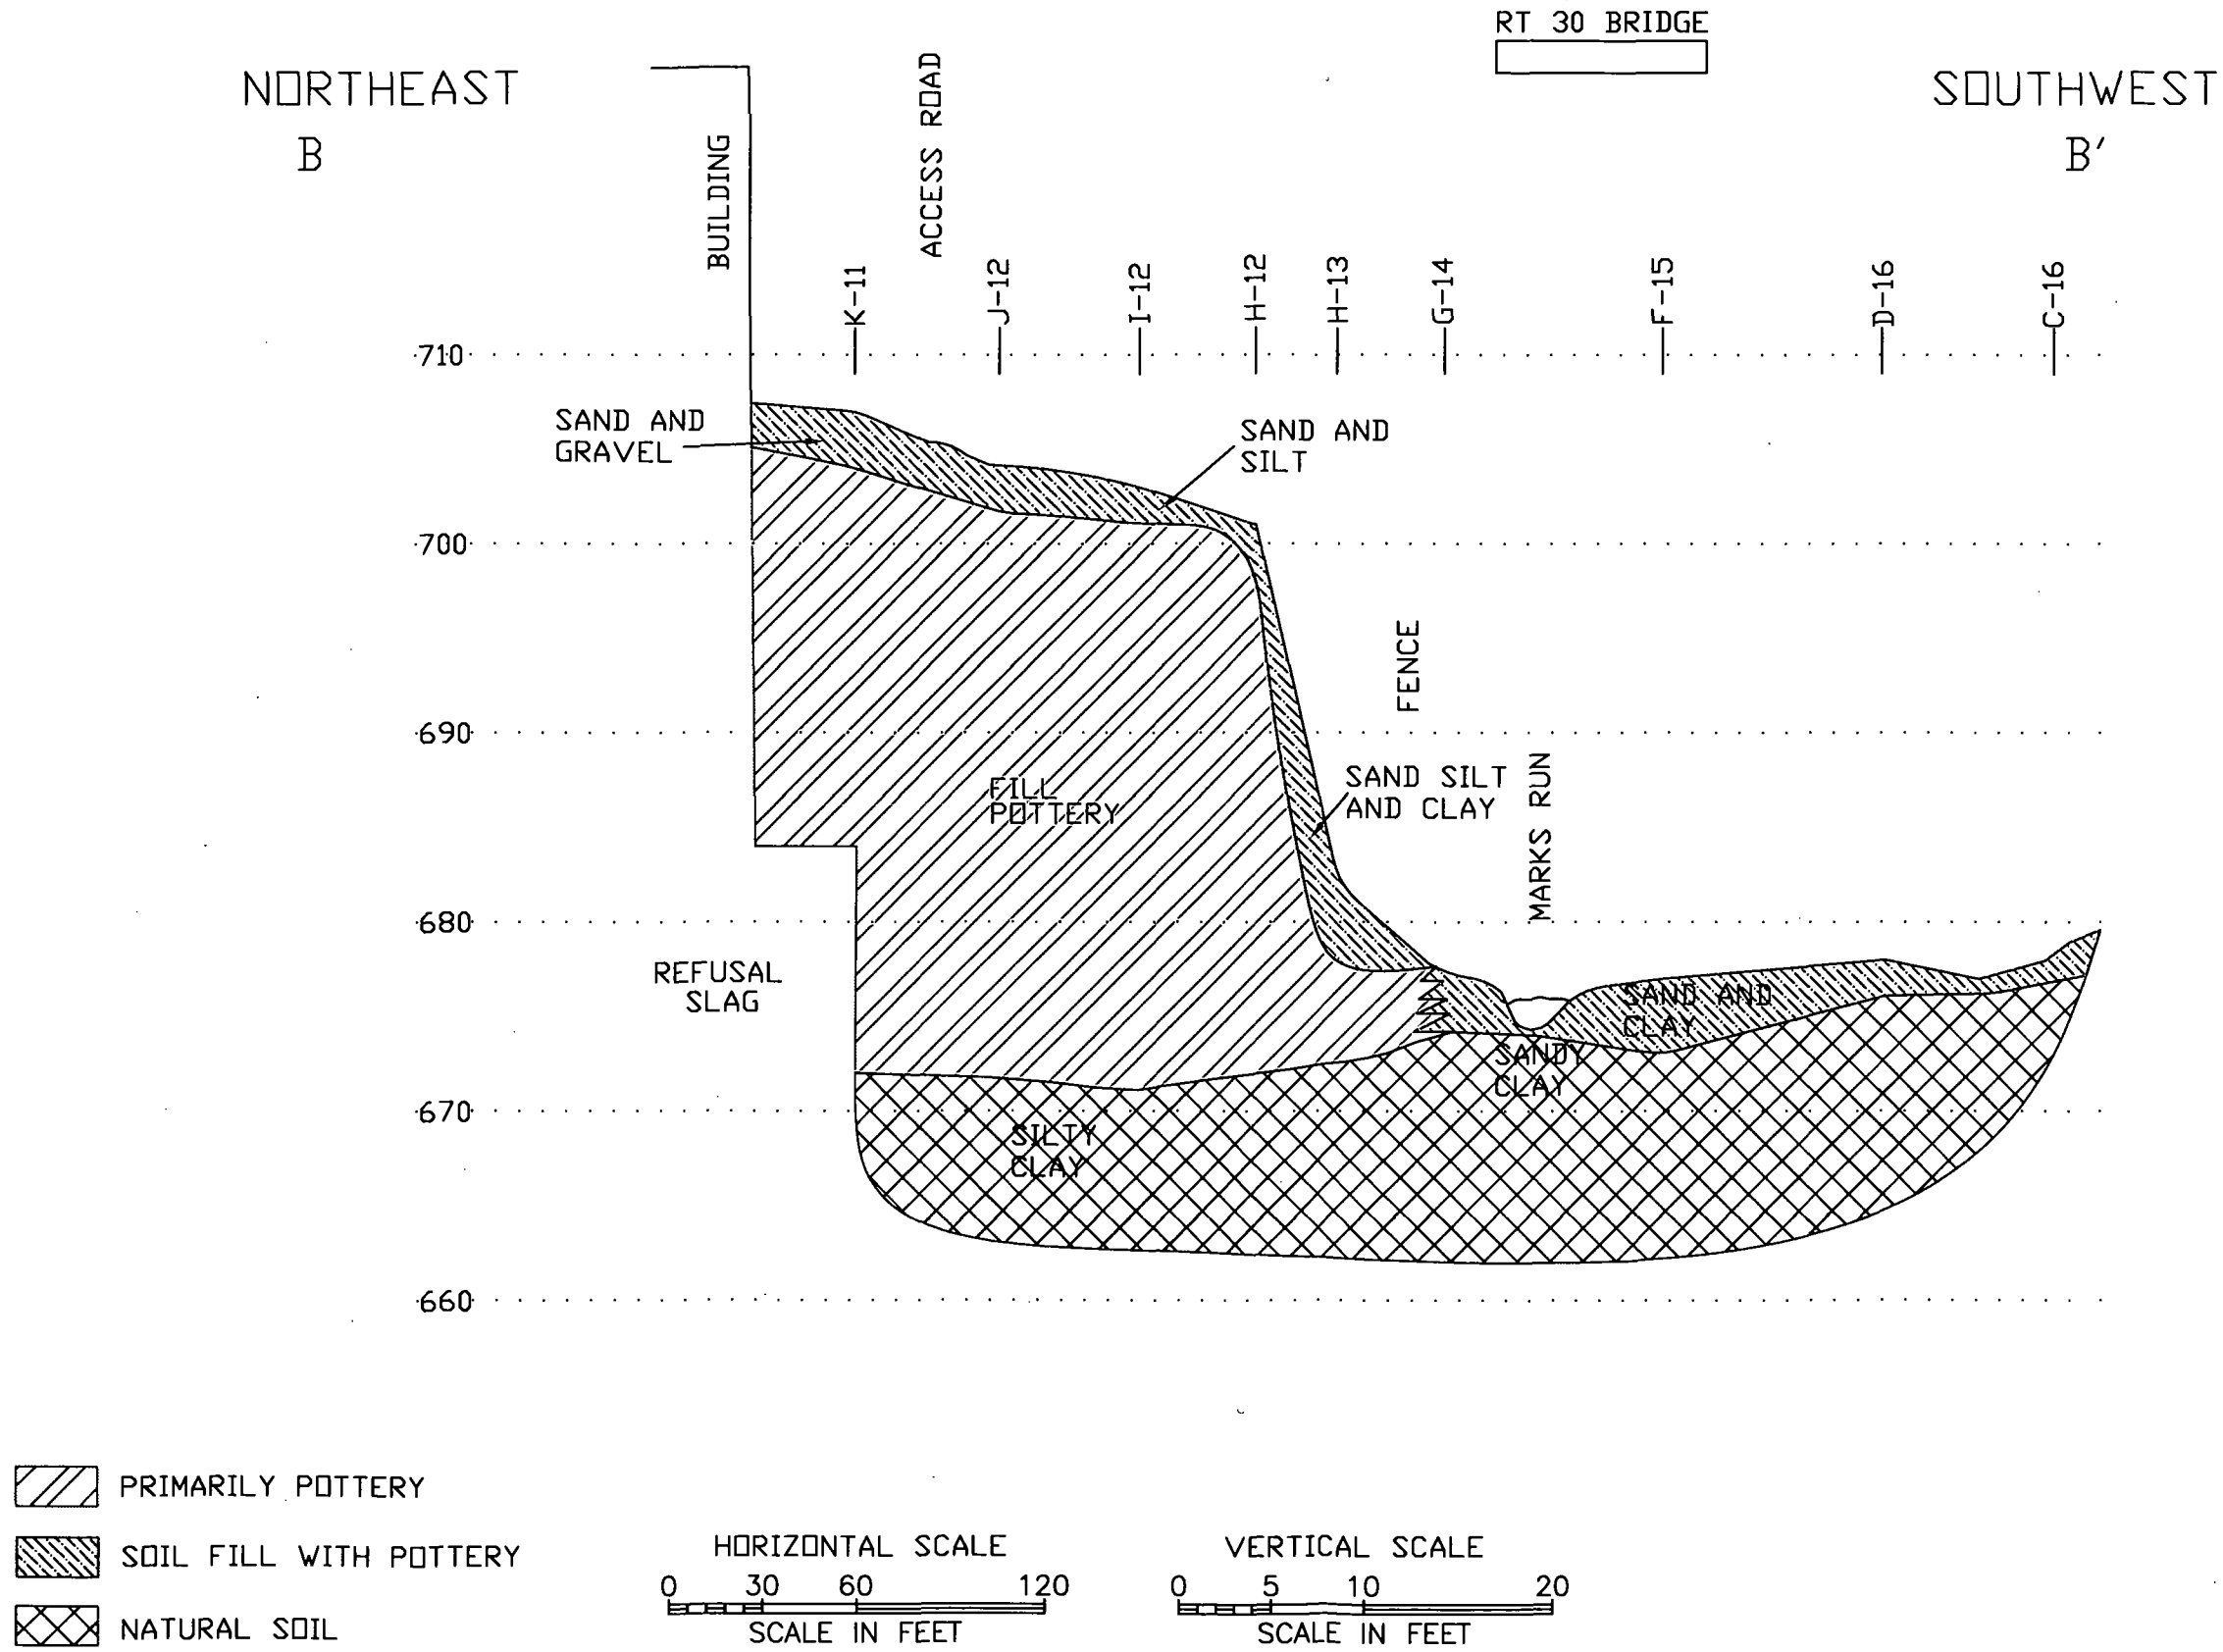 RT 30 BRIDGE
NORTHEAST
SOUTHWEST
B
B'
BUILDING
ACCESS ROAD
K-11
J-12
I-12
H-12
H-13
G-14
F-15
D-16
C-16
710
SAND AND
GRAVEL
SAND AND
SILT
700
FENCE
690
SAND SILT
AND CLAY
MARKS RUN
FILL
POTTERY
680
REFUSAL
SLAG
SAND AND
CLAY
SANDY
CLAY
670
SILTY
CLAY
660
PRIMARILY POTTERY
SOIL FILL WITH POTTERY
NATURAL SOIL
HORIZONTAL SCALE
0 30 60 120
SCALE IN FEET
VERTICAL SCALE
0 5 10 20
SCALE IN FEET